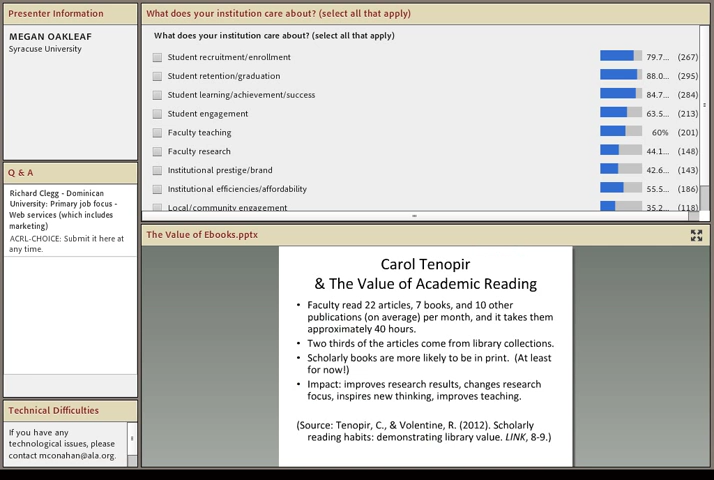 Presenter Information
MEGAN OAKLEAF
Syracuse University
Q & A
Richard Clegg - Dominican
University: Primary job focus -
Web services (which includes
marketing)
ACRL-CHOICE: Submit it here at
any time.
Technical Difficulties
If you have any
technological issues, please
contact mconahan@ala.org.
What does your institution care about? (select all that apply)
What does your institution care about? (select all that apply)
Student recruitment/enrollment 79.7... (267)
Student retention/graduation 88.0... (295)
Student learning/achievement/success 84.7... (284)
Student engagement 63.5... (213)
Faculty teaching 60% (201)
Faculty research 44.1... (148)
Institutional prestige/brand 42.6... (143)
Institutional efficiencies/affordability 55.5... (186)
Local/community engagement 35.2... (118)
The Value of Ebooks.pptx
Carol Tenopir
& The Value of Academic Reading
• Faculty read 22 articles, 7 books, and 10 other
publications (on average) per month, and it takes them
approximately 40 hours.
• Two thirds of the articles come from library collections.
• Scholarly books are more likely to be in print. (At least
for now!)
• Impact: improves research results, changes research
focus, inspires new thinking, improves teaching.
(Source: Tenopir, C., & Volentine, R. (2012). Scholarly
reading habits: demonstrating library value. LINK, 8-9.)